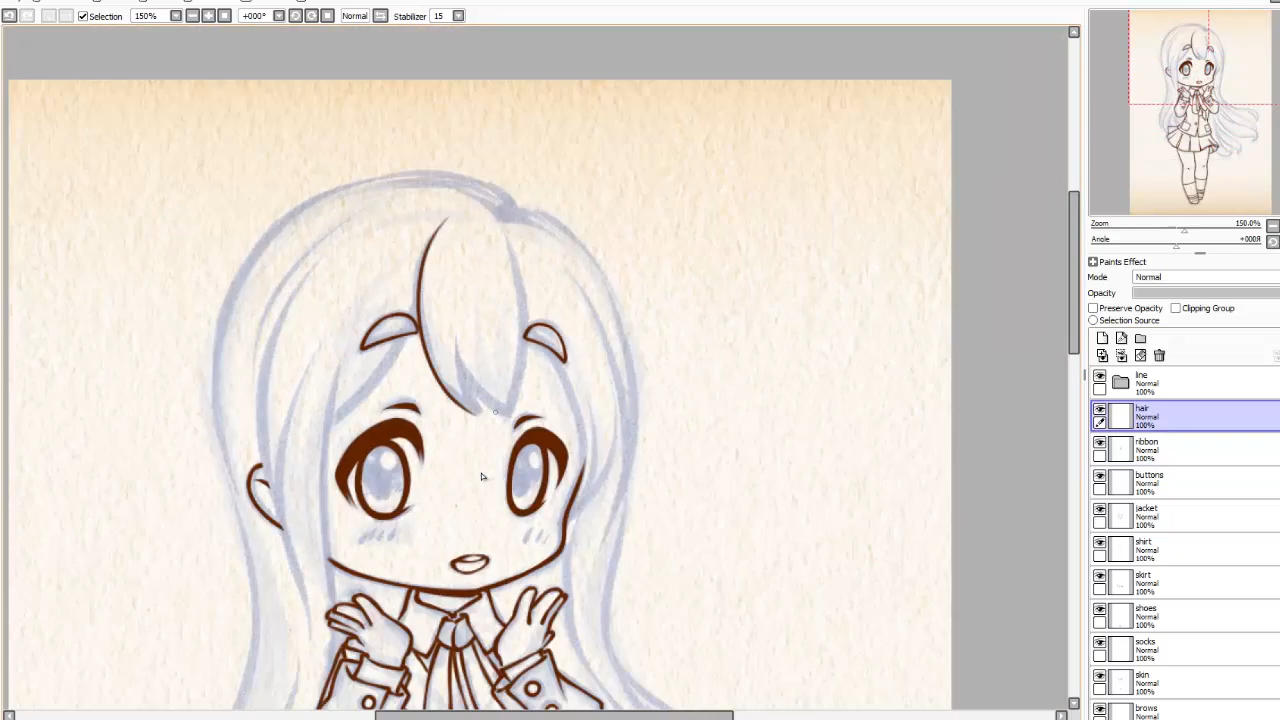 Selection 150% +000° Normal Stabilizer 15
Zoom 150.0%
Angle +000Я
Paints Effect
Mode Normal
Opacity
Preserve Opacity Clipping Group
Selection Source
line
Normal
100%
hair
Normal
100%
ribbon
Normal
100%
buttons
Normal
100%
jacket
Normal
100%
shirt
Normal
100%
skirt
Normal
100%
shoes
Normal
100%
socks
Normal
100%
skin
Normal
100%
brows
Normal